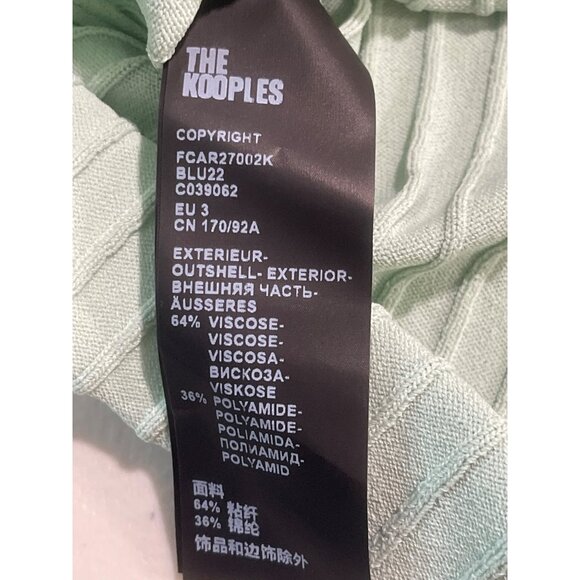 THE
KOOPLES
COPYRIGHT
FCAR27002K
BLU22
C039062
EU 3
CN 170/92A
EXTERIEUR-
OUTSHELL- EXTERIOR-
ВНЕШНЯЯ ЧАСТЬ-
ÄUSSERES
64% VISCOSE-
VISCOSE-
VISCOSA-
ВИСКОЗА-
VISKOSE
36% POLYAMIDE-
POLYAMIDE-
POLIAMIDA-
ПОЛИАМИД-
POLYAMID
面料
64% 粘纤
36% 锦纶
饰品和边饰除外